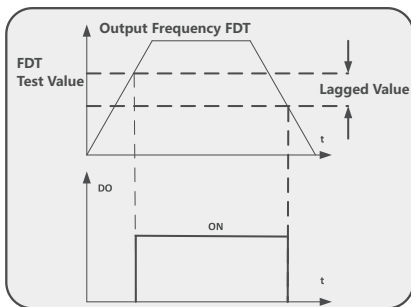 Output Frequency FDT
FDT
Test Value
Lagged Value
t
DO
ON
t